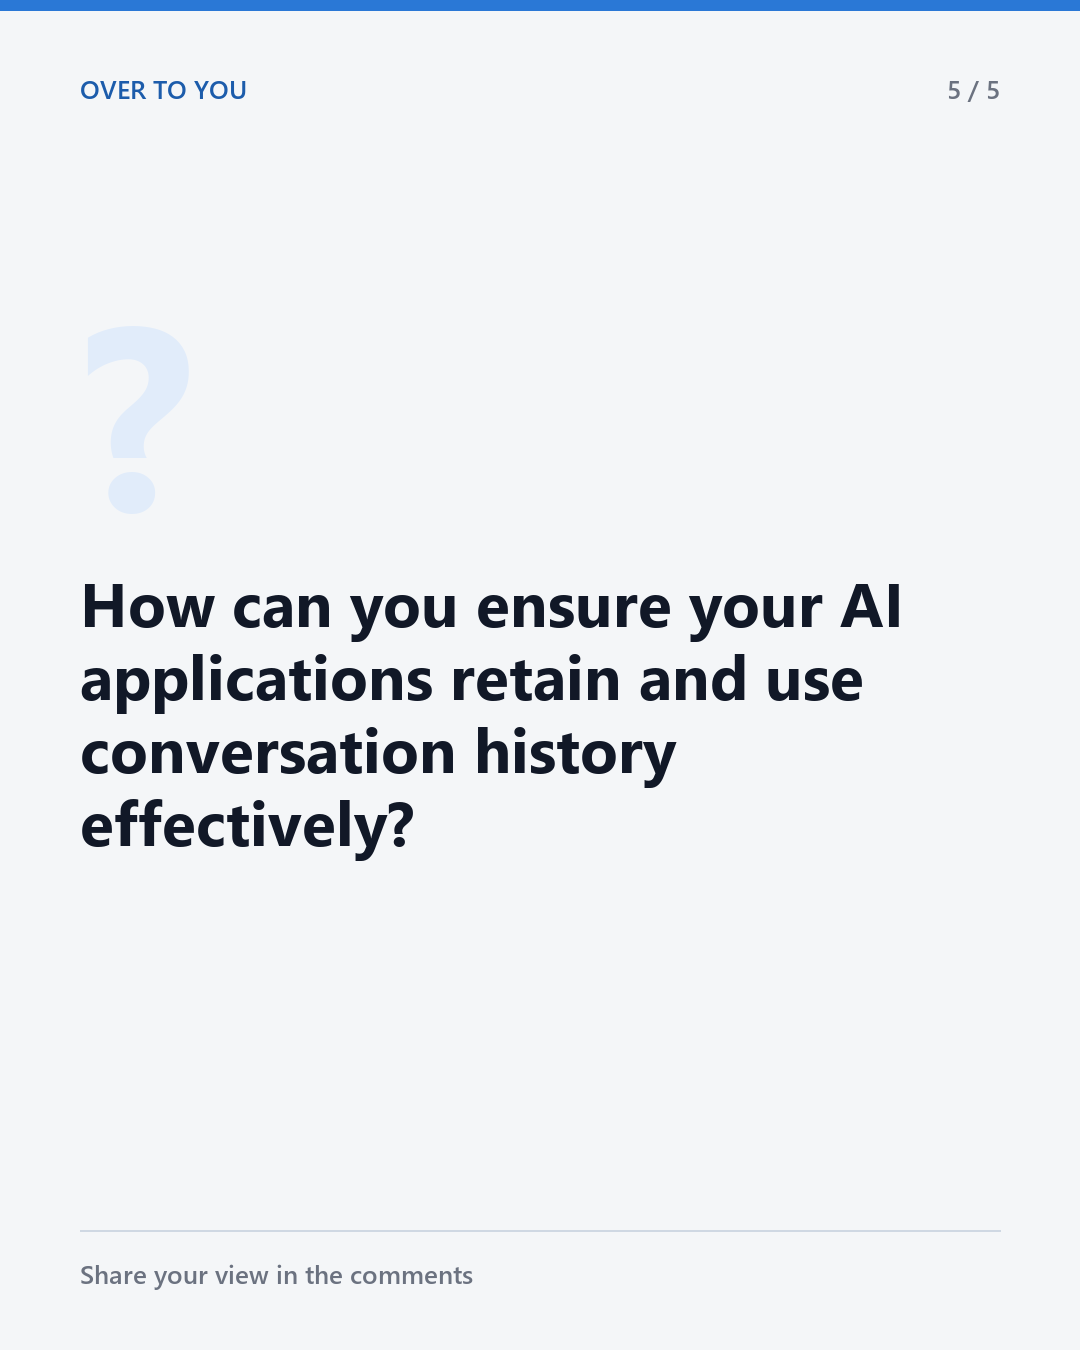 OVER TO YOU
5 / 5
?
How can you ensure your AI
applications retain and use
conversation history
effectively?
Share your view in the comments